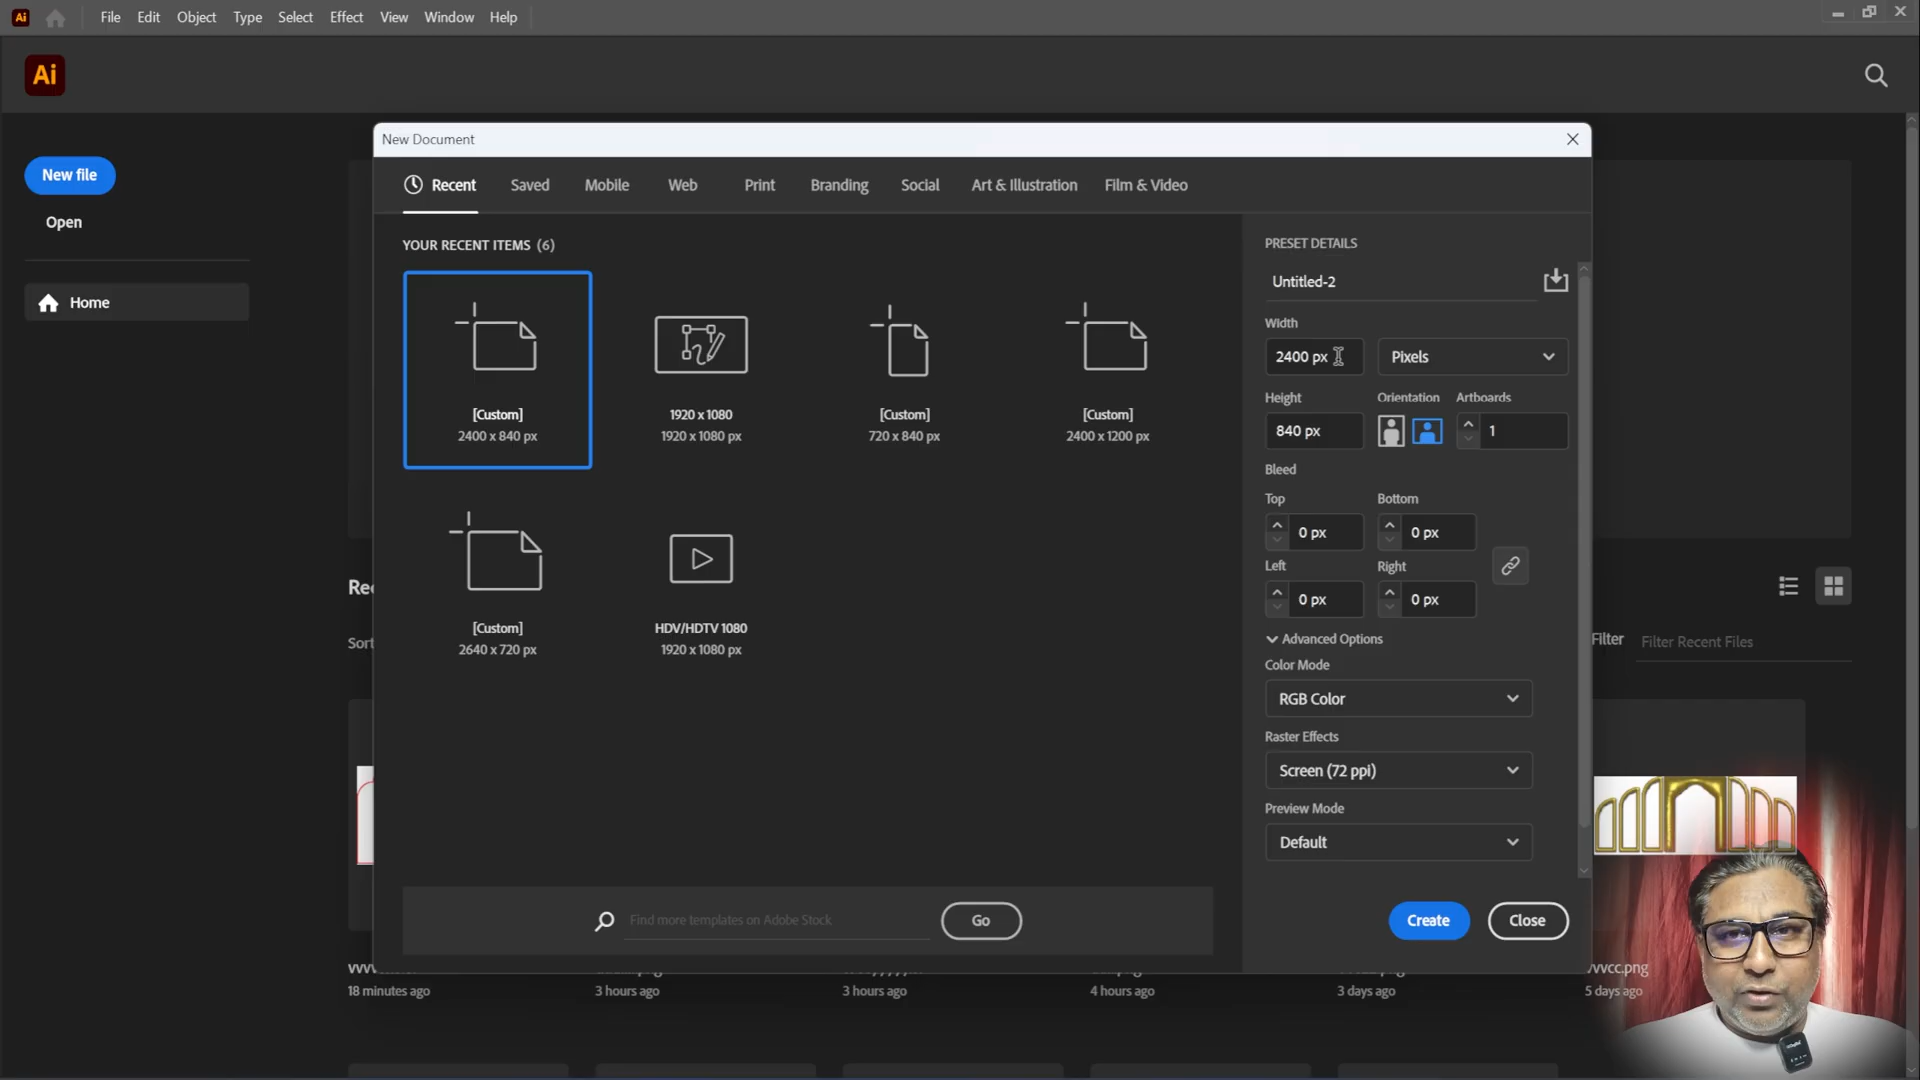 Ai File Edit Object Type Select Effect View Window Help
Ai
New file
Open
Home
New Document
Recent Saved Mobile Web Print Branding Social Art & Illustration Film & Video
YOUR RECENT ITEMS (6)
[Custom]
2400 x 840 px
1920 x 1080
1920 x 1080 px
[Custom]
720 x 840 px
[Custom]
2400 x 1200 px
[Custom]
2640 x 720 px
HDV/HDTV 1080
1920 x 1080 px
Find more templates on Adobe Stock
Go
PRESET DETAILS
Untitled-2
Width
2400 px Pixels
Height Orientation Artboards
840 px 1
Bleed
Top Bottom
0 px 0 px
Left Right
0 px 0 px
Advanced Options
Color Mode
RGB Color
Raster Effects
Screen (72 ppi)
Preview Mode
Default
Create Close
Sort
Filter Filter Recent Files
18 minutes ago
3 hours ago
3 hours ago
4 hours ago
3 days ago
vvvcc.png
5 days ago